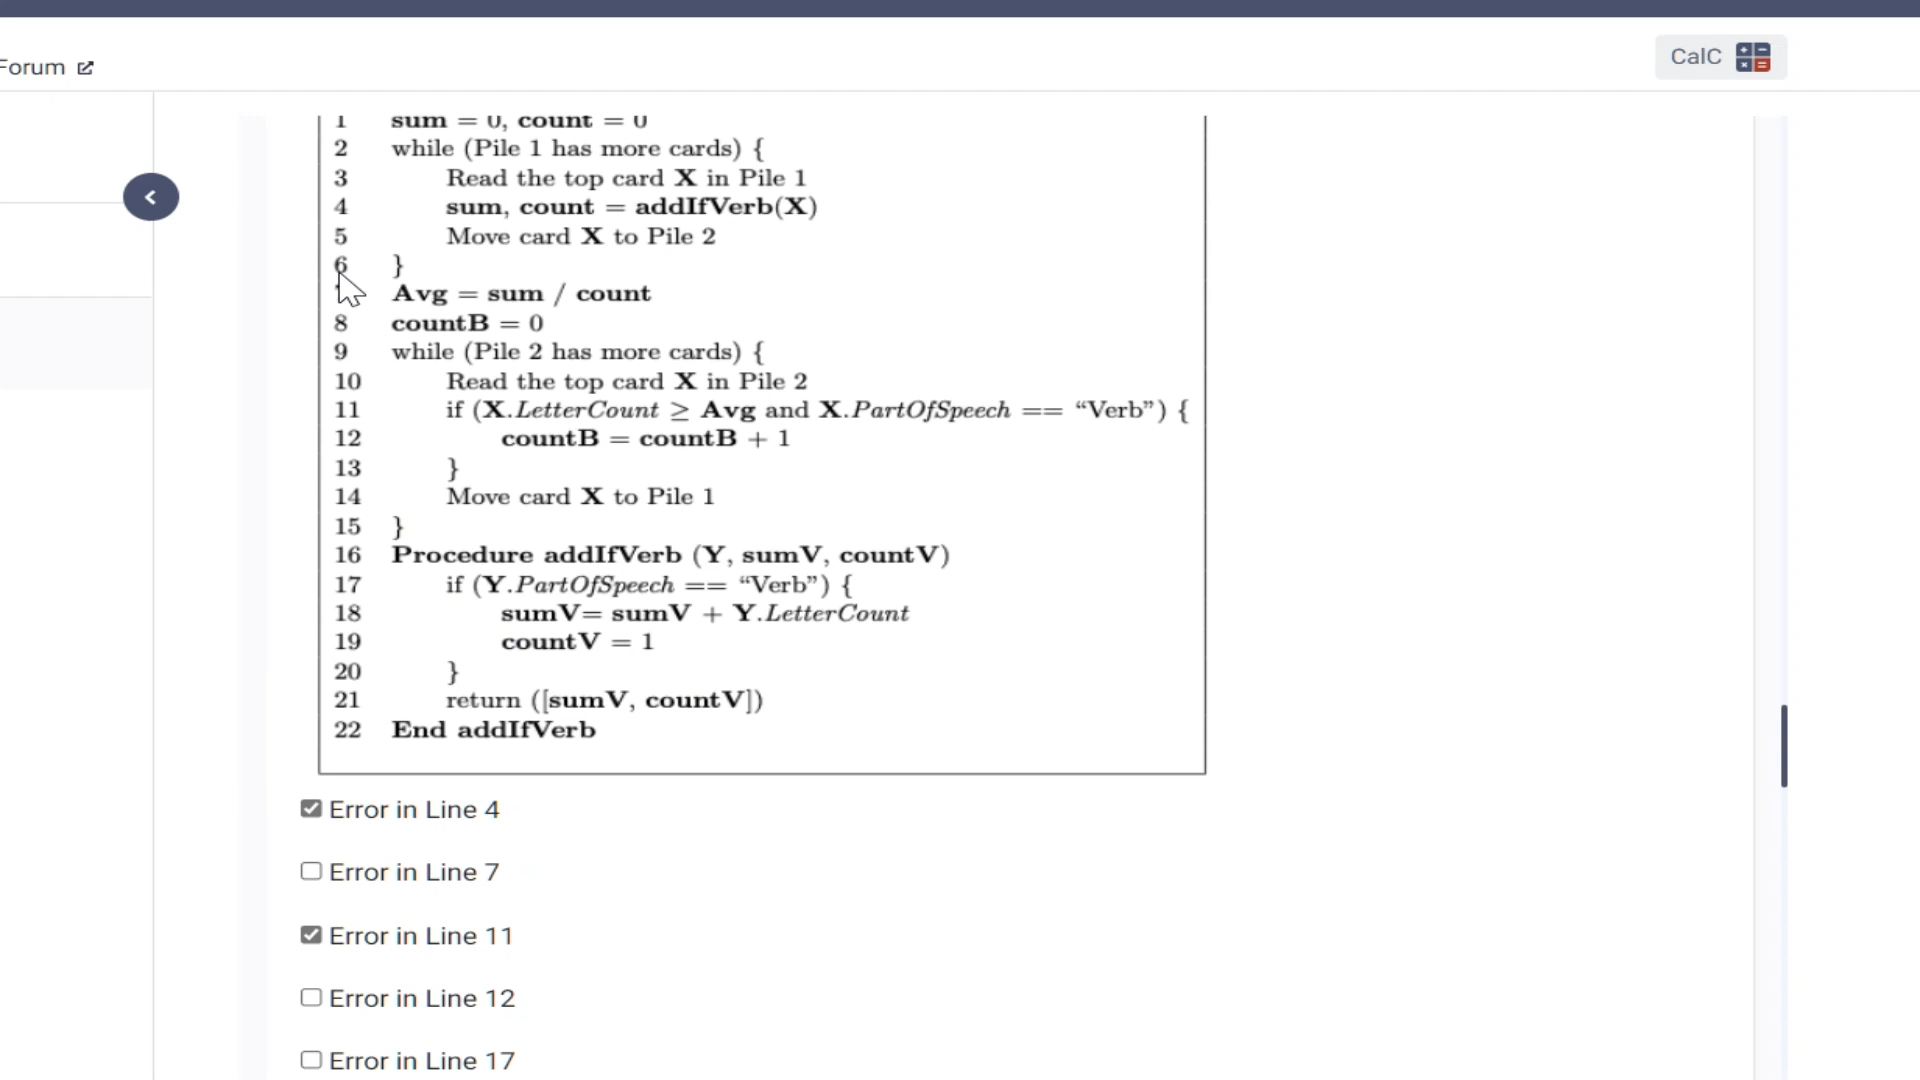 Forum
CalC
1 sum = 0, count = 0
2 while (Pile 1 has more cards) {
3 Read the top card X in Pile 1
4 sum, count = addIfVerb(X)
5 Move card X to Pile 2
6 }
Avg = sum / count
8 countB = 0
9 while (Pile 2 has more cards) {
10 Read the top card X in Pile 2
11 if (X.LetterCount ≥ Avg and X.PartOfSpeech == “Verb”) {
12 countB = countB + 1
13 }
14 Move card X to Pile 1
15 }
16 Procedure addIfVerb (Y, sumV, countV)
17 if (Y.PartOfSpeech == “Verb”) {
18 sumV= sumV + Y.LetterCount
19 countV = 1
20 }
21 return ([sumV, countV])
22 End addIfVerb
Error in Line 4
Error in Line 7
Error in Line 11
Error in Line 12
Error in Line 17